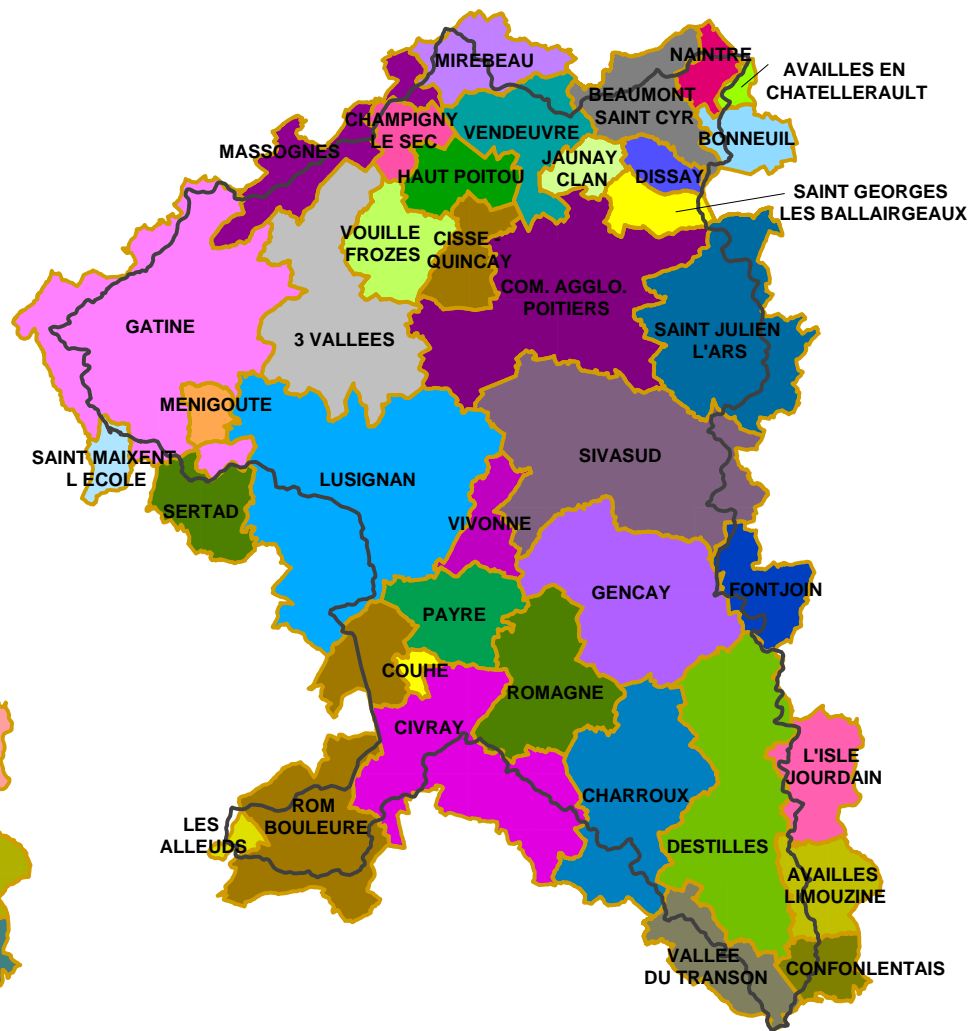 MIREBEAU
NAINTRE
AVAILLES EN
CHATELLERAULT
BEAUMONT
SAINT CYR
CHAMPIGNY
LE SEC
VENDEUVRE
BONNEUIL
MASSOGNES
JAUNAY
CLAN
HAUT POITOU
DISSAY
SAINT GEORGES
LES BALLAIRGEAUX
VOUILLE
FROZES
CISSE -
QUINCAY
COM. AGGLO.
POITIERS
GATINE
3 VALLEES
SAINT JULIEN
L'ARS
MENIGOUTE
SAINT MAIXENT
L ECOLE
LUSIGNAN
SIVASUD
SERTAD
VIVONNE
GENCAY
FONTJOIN
PAYRE
COUHE
ROMAGNE
CIVRAY
L'ISLE
JOURDAIN
CHARROUX
ROM
BOULEURE
LES
ALLEUDS
DESTILLES
AVAILLES
LIMOUZINE
VALLEE
DU TRANSON
CONFONLENTAIS